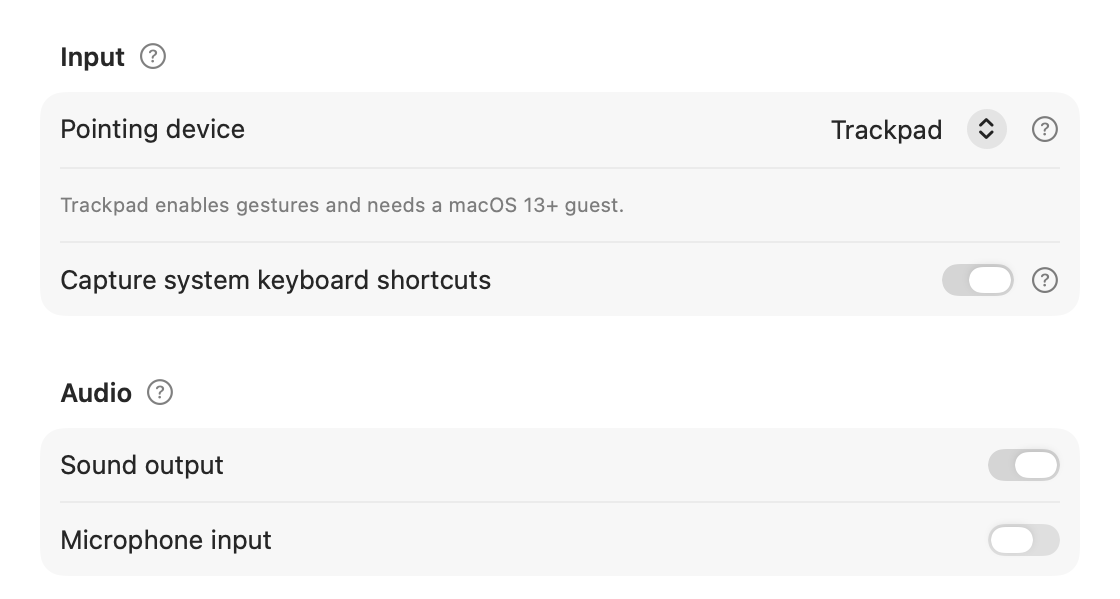 Input ?
Pointing device Trackpad ?
Trackpad enables gestures and needs a macOS 13+ guest.
Capture system keyboard shortcuts ?
Audio ?
Sound output
Microphone input